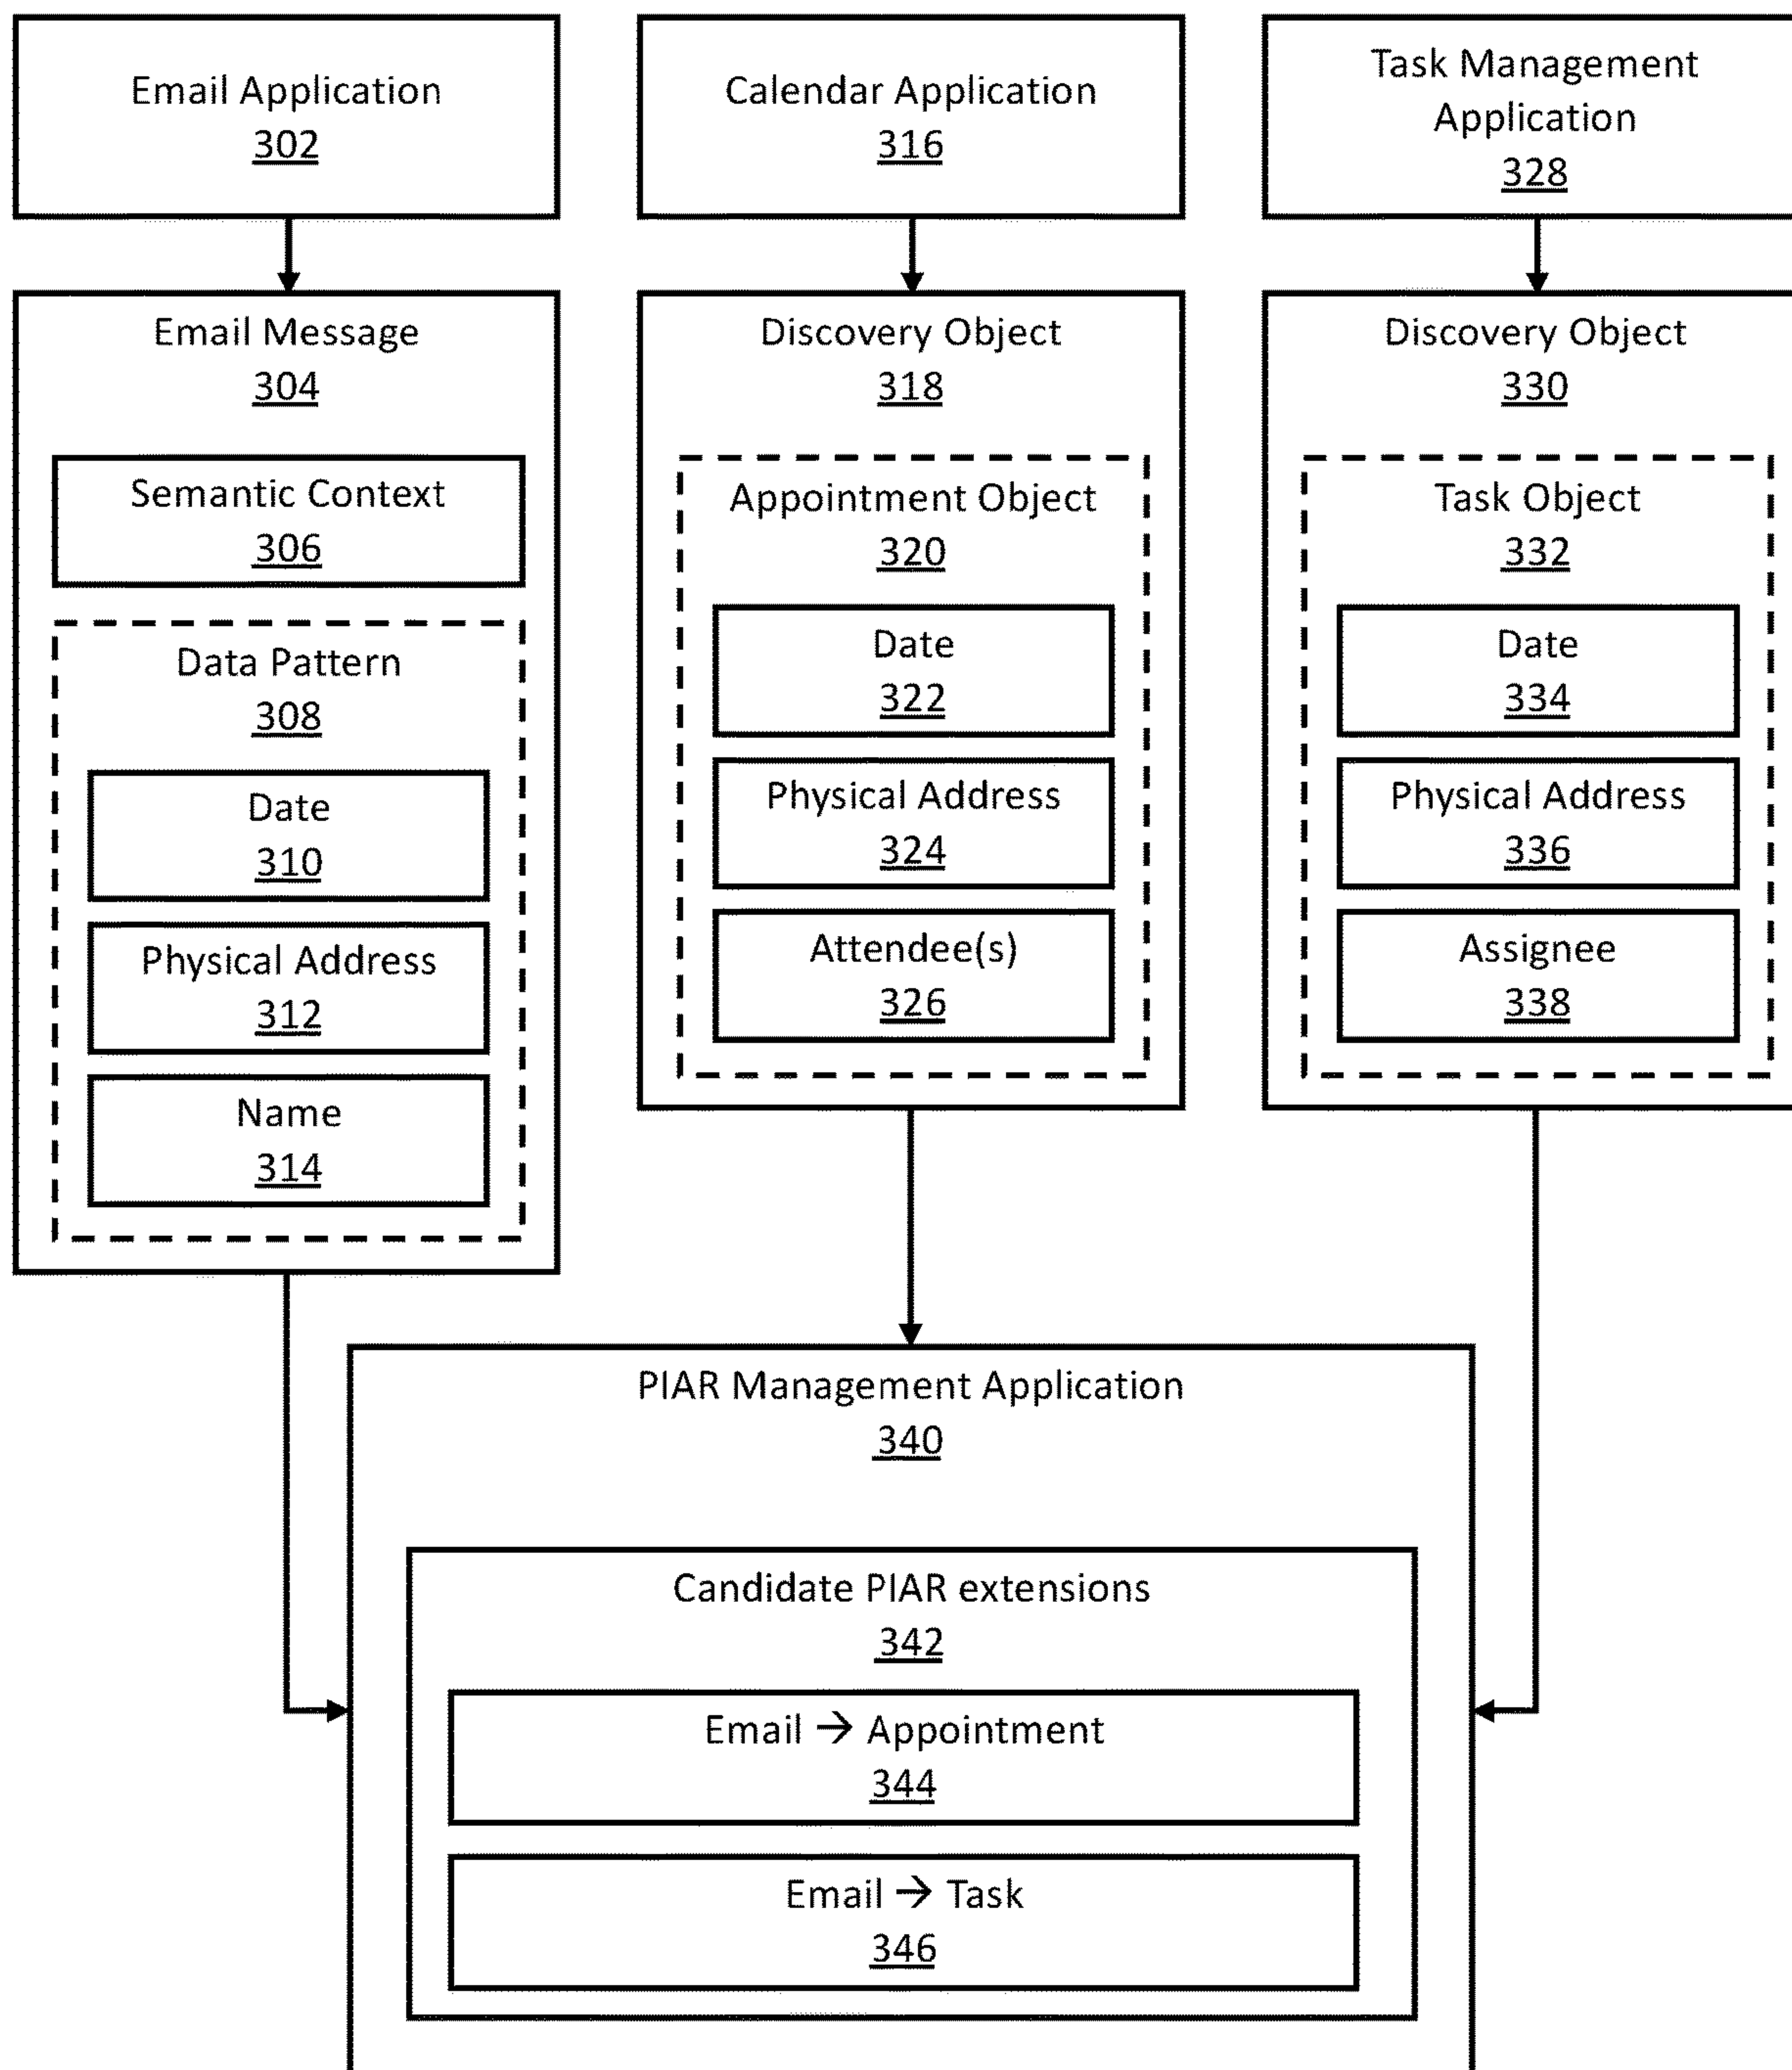 Email Application
302
Calendar Application
316
Task Management
Application
328
Email Message
304
Semantic Context
306
Data Pattern
308
Date
310
Physical Address
312
Name
314
Discovery Object
318
Appointment Object
320
Date
322
Physical Address
324
Attendee(s)
326
Discovery Object
330
Task Object
332
Date
334
Physical Address
336
Assignee
338
PIAR Management Application
340
Candidate PIAR extensions
342
Email → Appointment
344
Email → Task
346